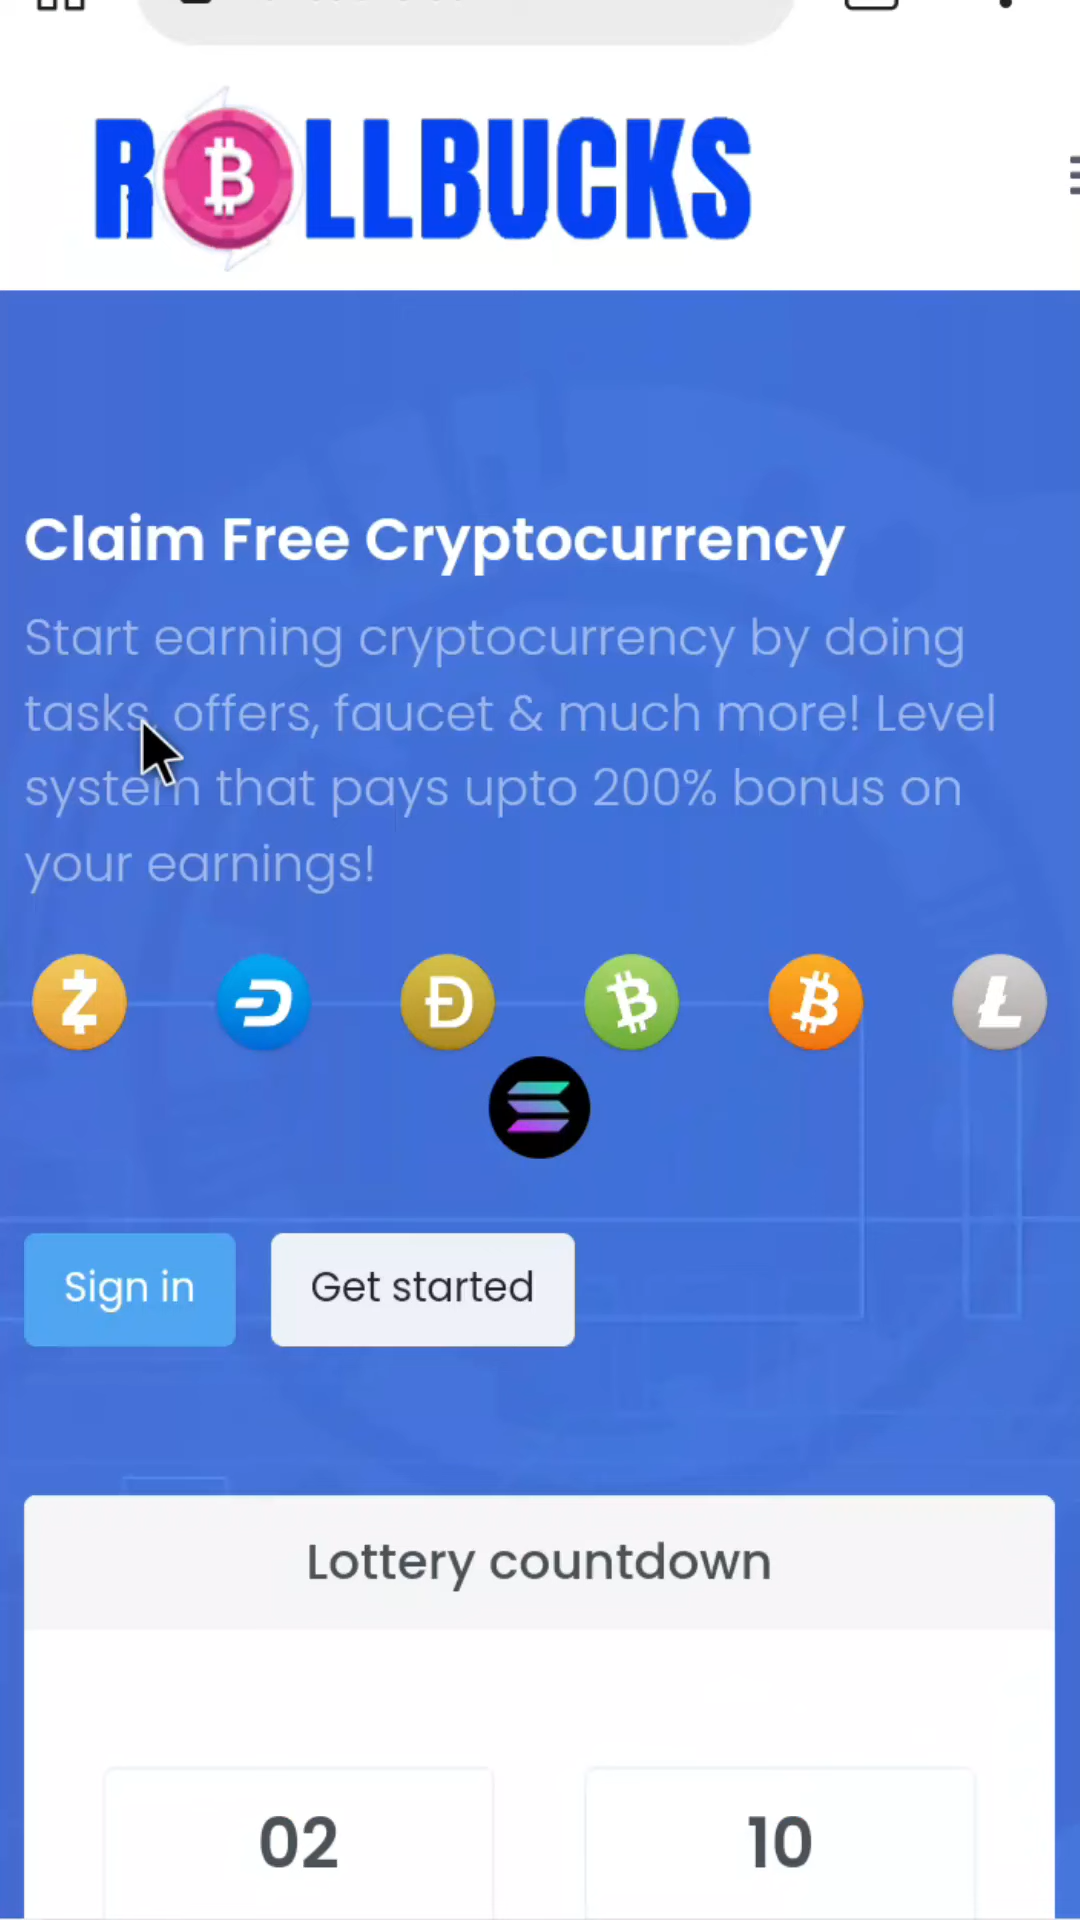 ROLLBUCKS
Claim Free Cryptocurrency
Start earning cryptocurrency by doing
tasks, offers, faucet & much more! Level
system that pays upto 200% bonus on
your earnings!
Sign in
Get started
Lottery countdown
02
10